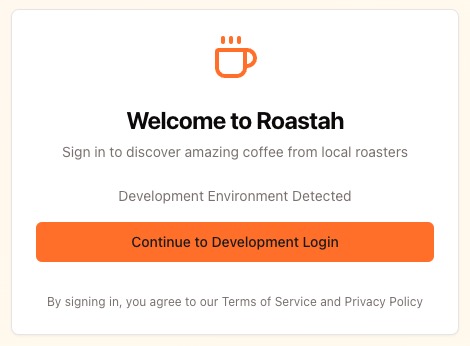 Welcome to Roastah
Sign in to discover amazing coffee from local roasters
Development Environment Detected
Continue to Development Login
By signing in, you agree to our Terms of Service and Privacy Policy